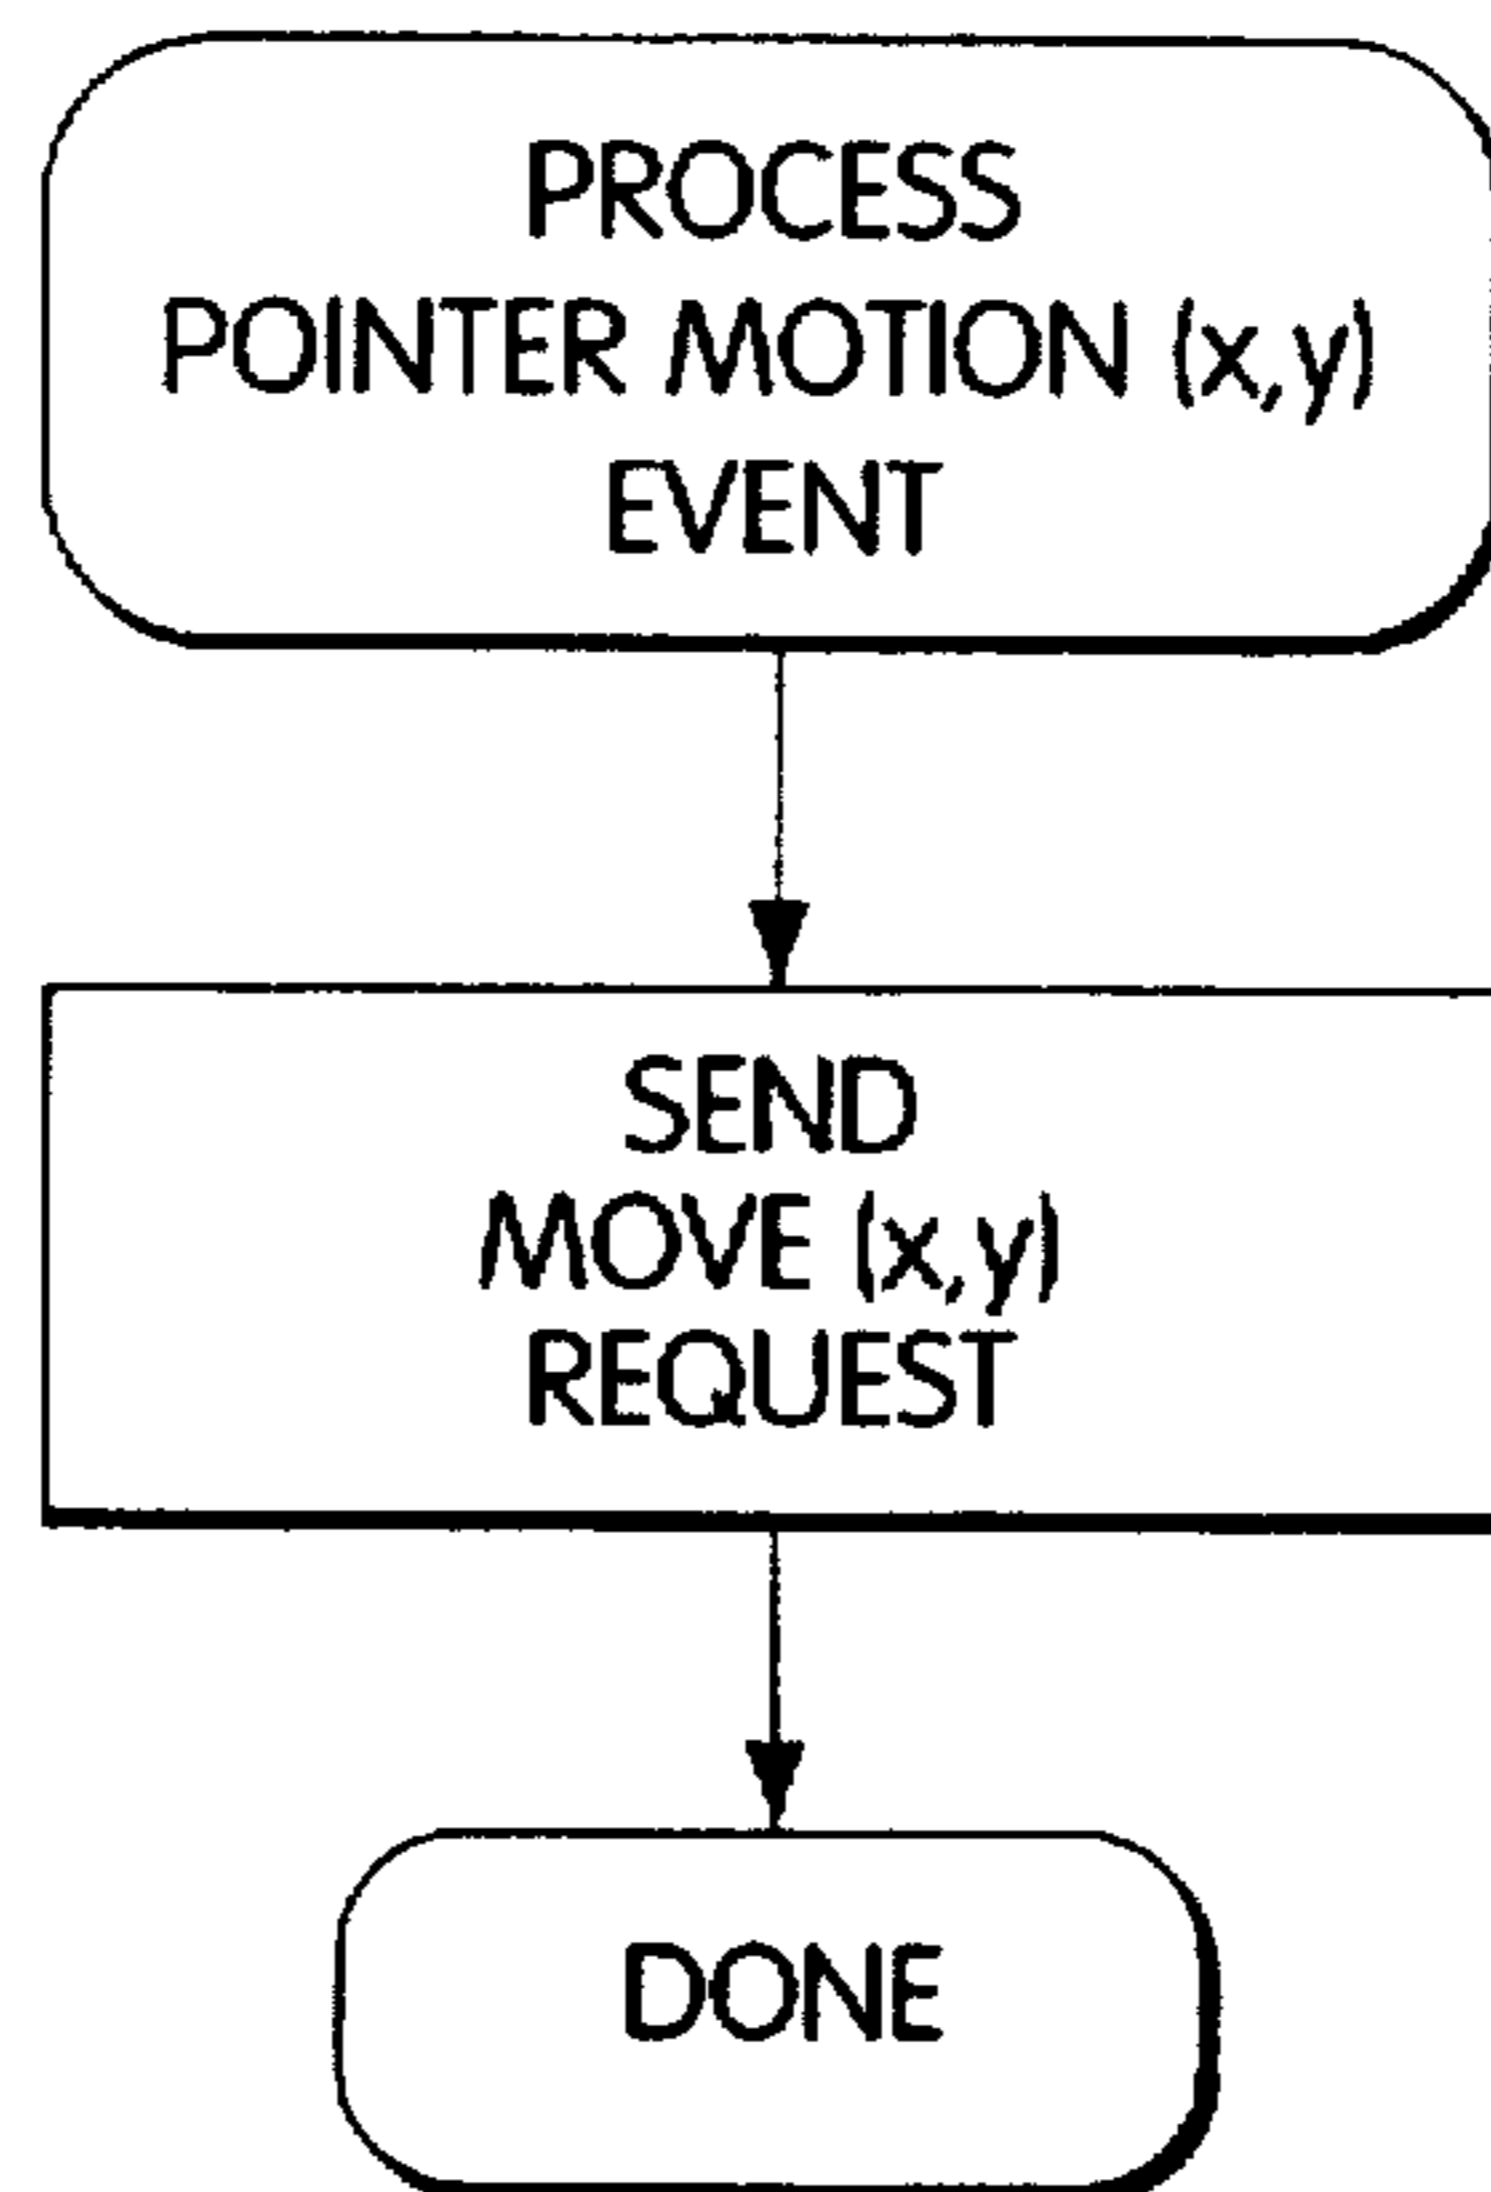 PROCESS
POINTER MOTION (x,y)
EVENT
SEND
MOVE (x,y)
REQUEST
DONE